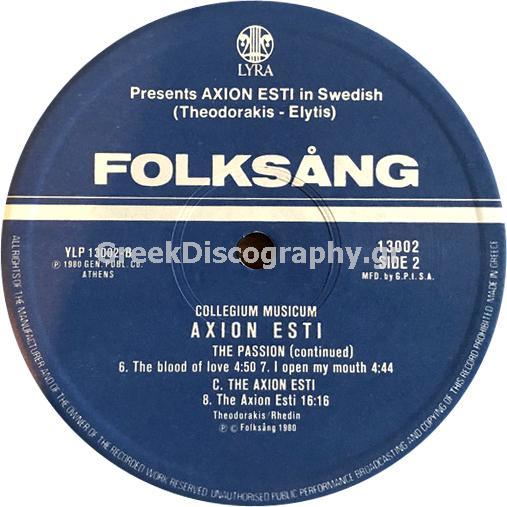 LYRA
Presents AXION ESTI in Swedish
(Theodorakis - Elytis)
FOLKSÅNG
YLP 13002-B
℗ 1980 GEN. PUBL. CO.
ATHENS
GreekDiscography.gr
13002
SIDE 2
MFD. by G.P.I.S.A.
COLLEGIUM MUSICUM
AXION ESTI
THE PASSION (continued)
6. The blood of love 4:50 7. I open my mouth 4:44
C. THE AXION ESTI
8. The Axion Esti 16:16
Theodorakis/Rhedin
℗ © Folksång 1980
ALL RIGHTS OF THE MANUFACTURER AND OF THE OWNER OF THE RECORDED WORK RESERVED UNAUTHORISED PUBLIC PERFORMANCE BROADCASTING AND COPYING OF THIS RECORD PROHIBITED MADE IN GREECE